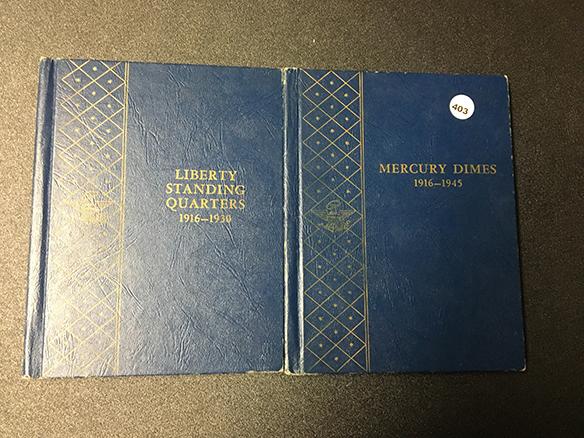 LIBERTY
STANDING
QUARTERS
1916-1930
403
MERCURY DIMES
1916-1945